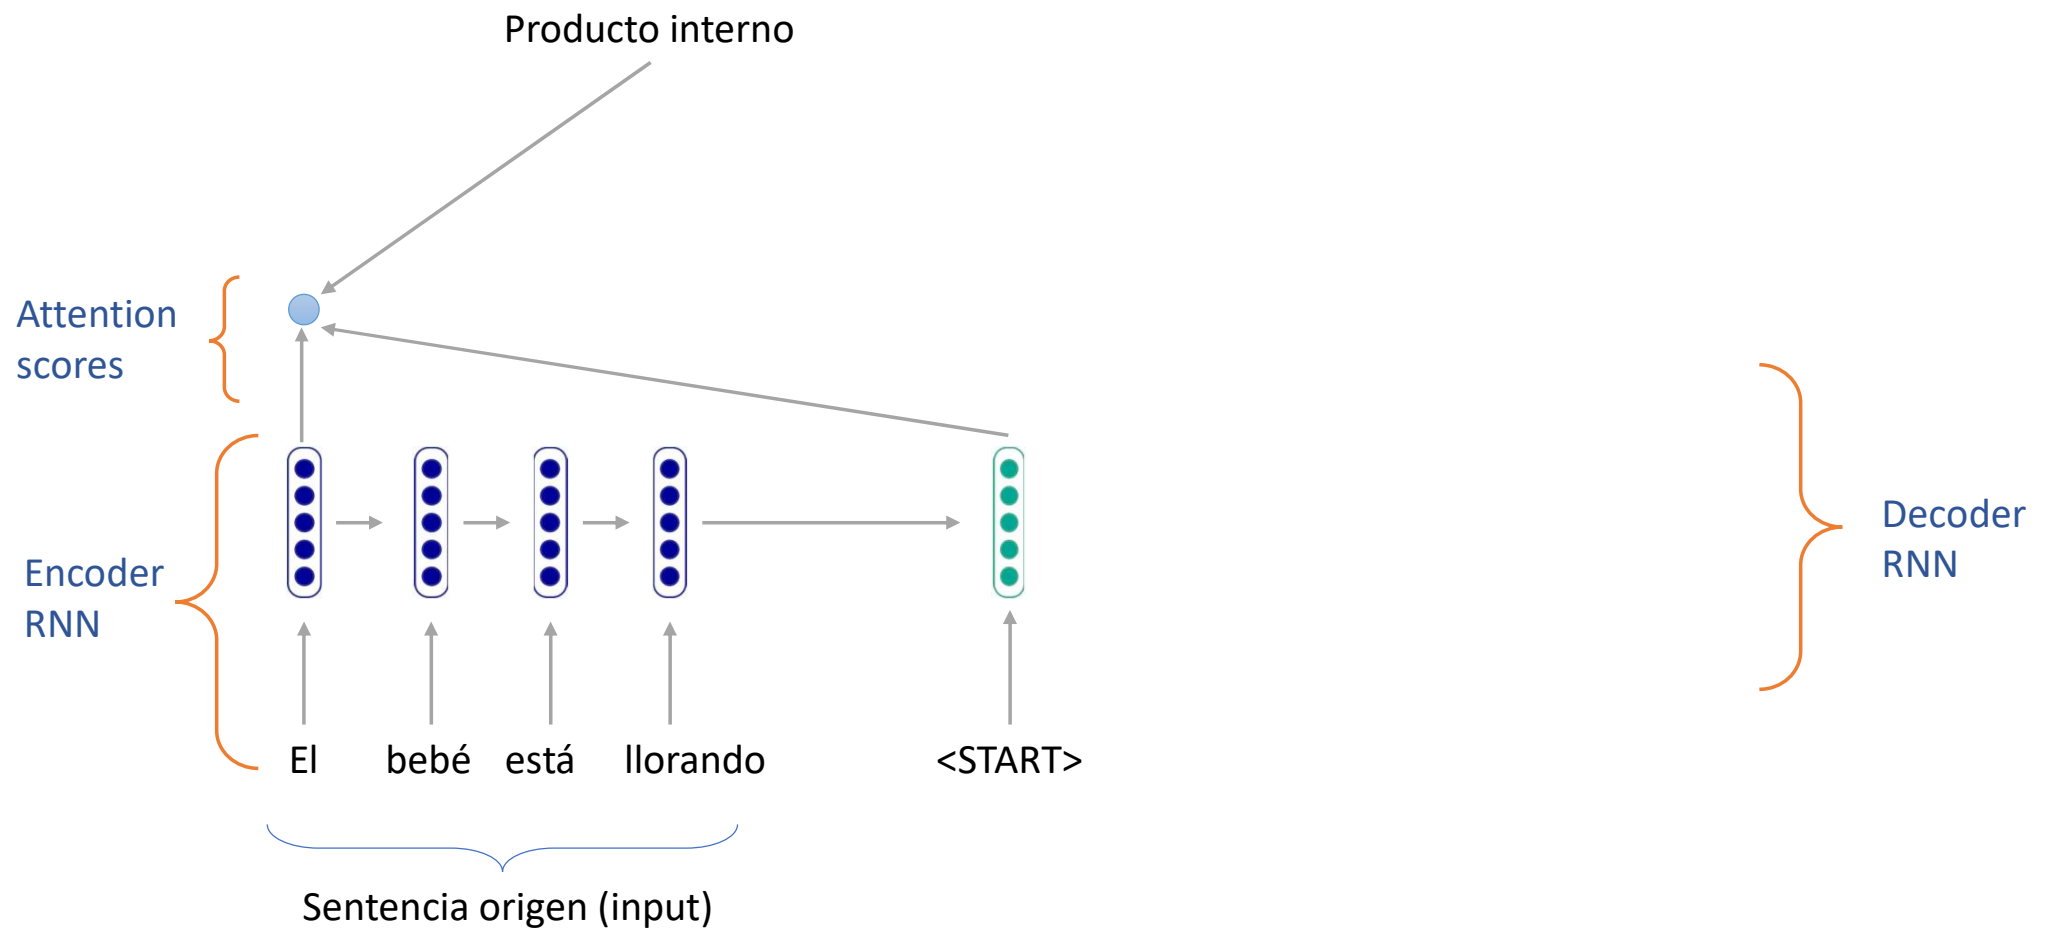 Producto interno
Attention
scores
Decoder
RNN
Encoder
RNN
El bebé está llorando <START>
Sentencia origen (input)